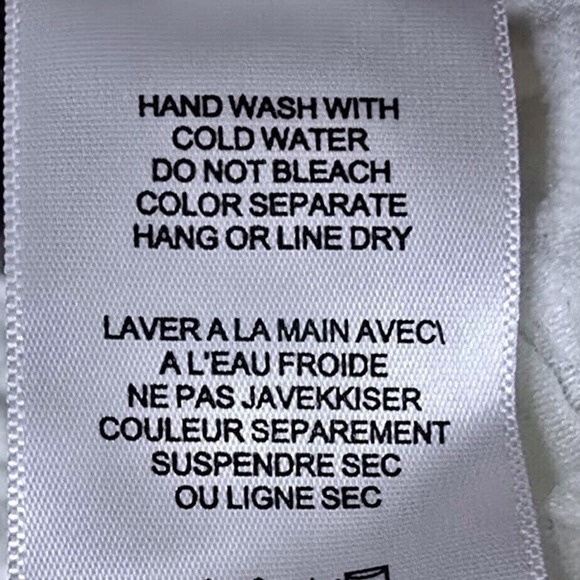 HAND WASH WITH
COLD WATER
DO NOT BLEACH
COLOR SEPARATE
HANG OR LINE DRY
LAVER A LA MAIN AVEC\
A L'EAU FROIDE
NE PAS JAVEKKISER
COULEUR SEPAREMENT
SUSPENDRE SEC
OU LIGNE SEC